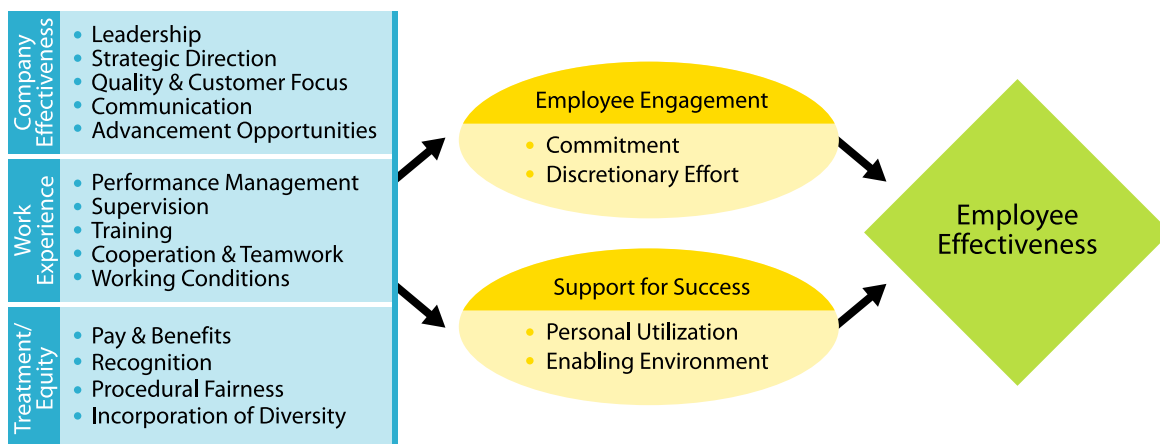 Company
Effectiveness
• Leadership
• Strategic Direction
• Quality & Customer Focus
• Communication
• Advancement Opportunities
Work
Experience
• Performance Management
• Supervision
• Training
• Cooperation & Teamwork
• Working Conditions
Treatment/
Equity
• Pay & Benefits
• Recognition
• Procedural Fairness
• Incorporation of Diversity
Employee Engagement
• Commitment
• Discretionary Effort
Support for Success
• Personal Utilization
• Enabling Environment
Employee
Effectiveness